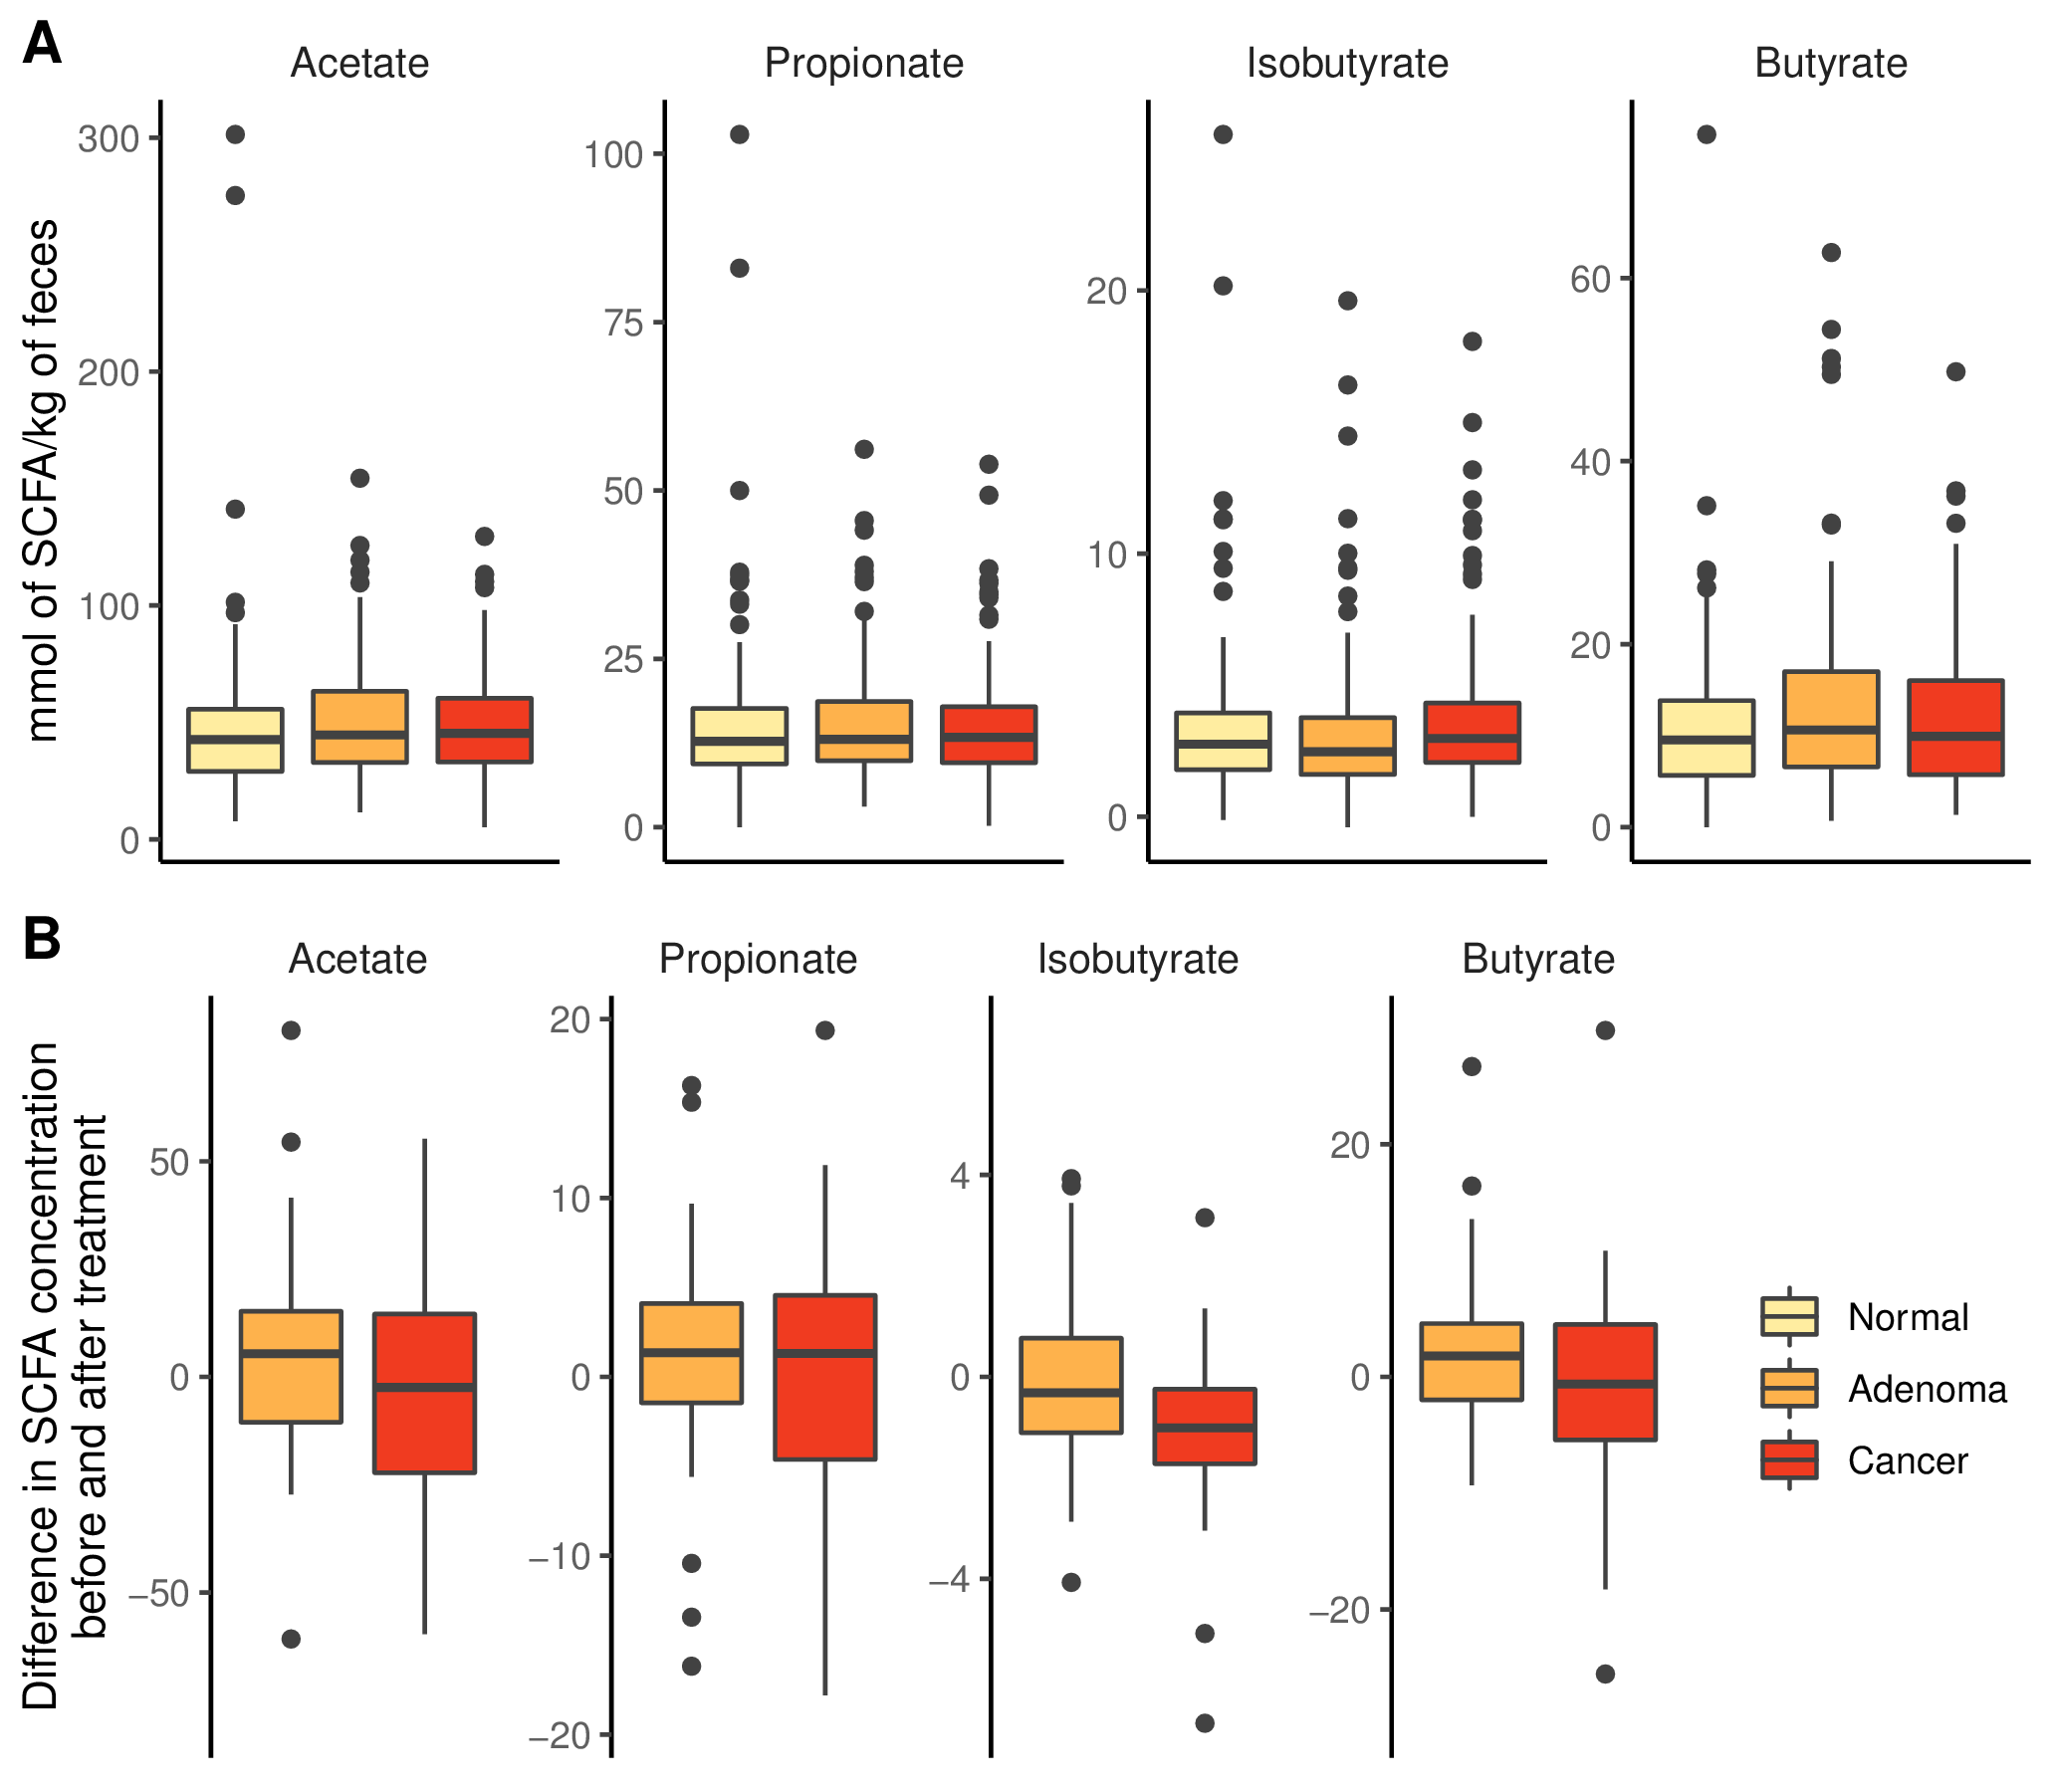 A
Acetate
Propionate
Isobutyrate
Butyrate
mmol of SCFA/kg of feces
300
200
100
0
100
75
50
25
0
20
10
0
60
40
20
0
B
Acetate
Propionate
Isobutyrate
Butyrate
Difference in SCFA concentration
before and after treatment
50
0
−50
20
10
0
−10
−20
4
0
−4
20
0
−20
Normal
Adenoma
Cancer